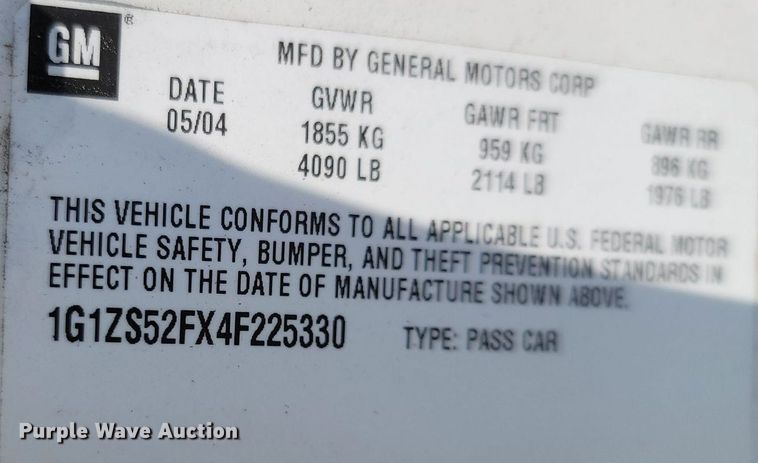 GM ®
MFD BY GENERAL MOTORS CORP
DATE GVWR GAWR FRT GAWR RR
05/04 1855 KG 959 KG 896 KG
4090 LB 2114 LB 1976 LB
THIS VEHICLE CONFORMS TO ALL APPLICABLE U.S. FEDERAL MOTOR
VEHICLE SAFETY, BUMPER, AND THEFT PREVENTION STANDARDS IN
EFFECT ON THE DATE OF MANUFACTURE SHOWN ABOVE.
1G1ZS52FX4F225330 TYPE: PASS CAR
Purple Wave Auction